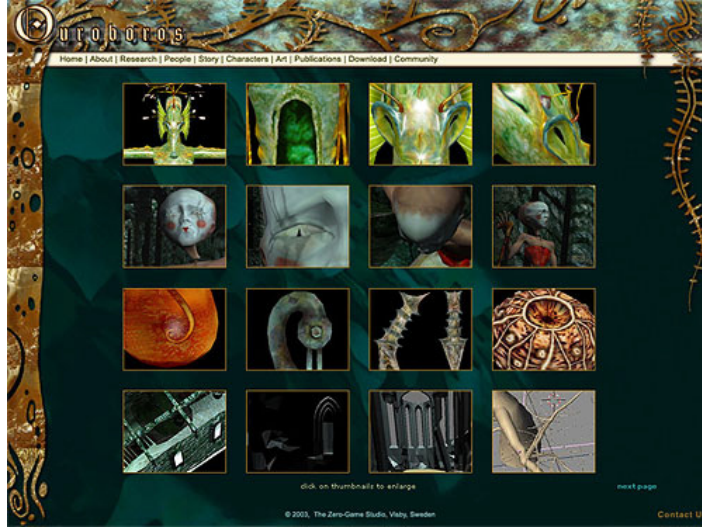 Ouroboros
Home | About | Research | People | Story | Characters | Art | Publications | Download | Community
click on thumbnails to enlarge
next page
© 2003, The Zero-Game Studio, Visby, Sweden
Contact U